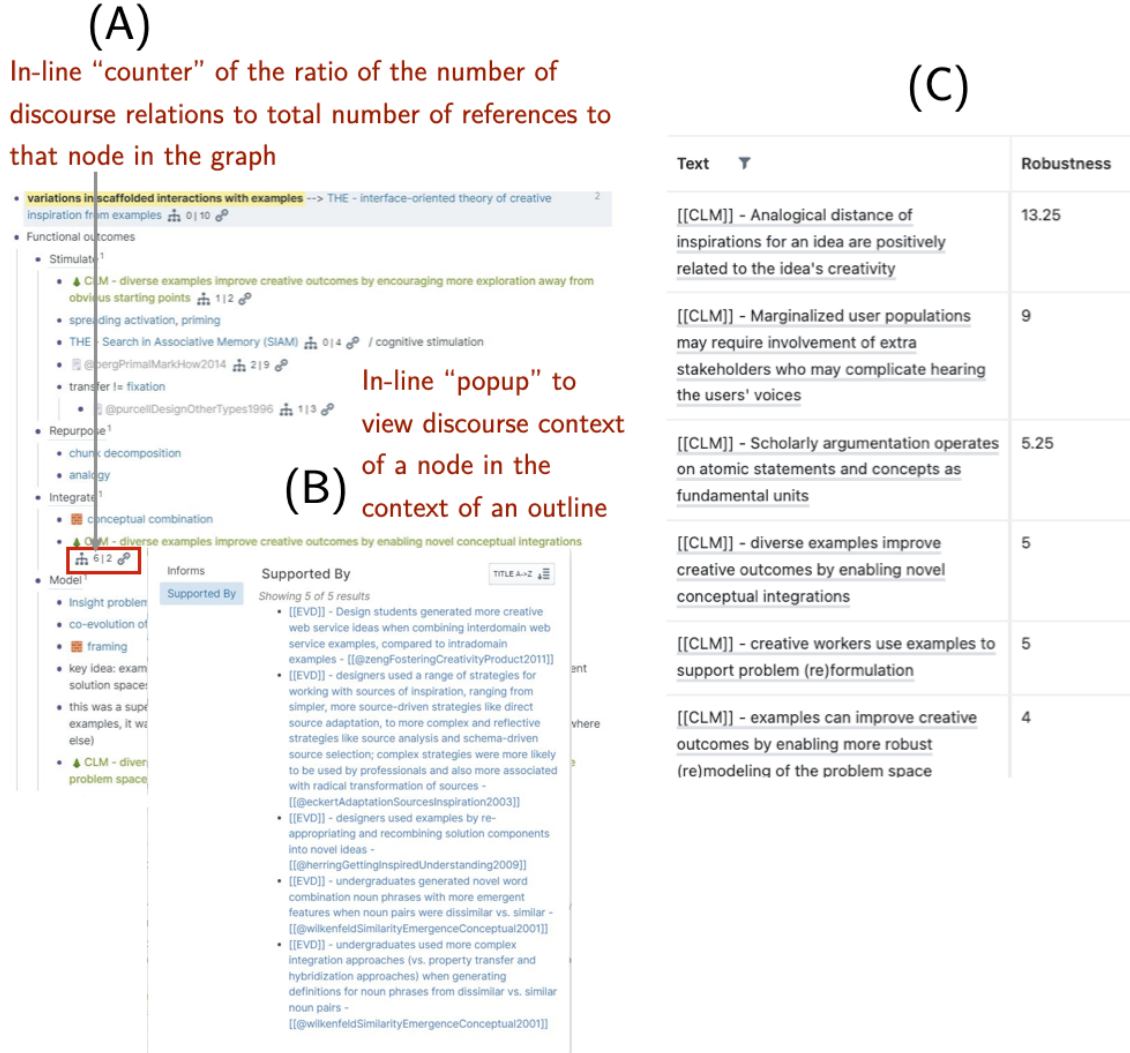 (A)
In-line “counter” of the ratio of the number of
discourse relations to total number of references to
that node in the graph
variations in scaffolded interactions with examples --> THE - interface-oriented theory of creative 2
inspiration from examples 0 | 10
Functional outcomes
Stimulate 1
CLM - diverse examples improve creative outcomes by encouraging more exploration away from
obvious starting points 1 | 2
spreading activation, priming
THE - Search in Associative Memory (SIAM) 0 | 4 / cognitive stimulation
@bergPrimalMarkHow2014 2 | 9
transfer != fixation
@purcellDesignOtherTypes1996 1 | 3
Repurpose 1
chunk decomposition
analogy
Integrate 1
conceptual combination
CLM - diverse examples improve creative outcomes by enabling novel conceptual integrations
6 | 2
Model 1
Insight problem
co-evolution of
framing
key idea: exam
solution space
this was a supe
examples, it wa
else)
CLM - diver
problem space
ent
where
e
(B)
In-line “popup” to
view discourse context
of a node in the
context of an outline
Informs
Supported By
Supported By
TITLE A->Z
Showing 5 of 5 results
[[EVD]] - Design students generated more creative
web service ideas when combining interdomain web
service examples, compared to intradomain
examples - [[@zengFosteringCreativityProduct2011]]
[[EVD]] - designers used a range of strategies for
working with sources of inspiration, ranging from
simpler, more source-driven strategies like direct
source adaptation, to more complex and reflective
strategies like source analysis and schema-driven
source selection; complex strategies were more likely
to be used by professionals and also more associated
with radical transformation of sources -
[[@eckertAdaptationSourcesInspiration2003]]
[[EVD]] - designers used examples by re-
appropriating and recombining solution components
into novel ideas -
[[@herringGettingInspiredUnderstanding2009]]
[[EVD]] - undergraduates generated novel word
combination noun phrases with more emergent
features when noun pairs were dissimilar vs. similar -
[[@wilkenfeldSimilarityEmergenceConceptual2001]]
[[EVD]] - undergraduates used more complex
integration approaches (vs. property transfer and
hybridization approaches) when generating
definitions for noun phrases from dissimilar vs. similar
noun pairs -
[[@wilkenfeldSimilarityEmergenceConceptual2001]]
(C)
Text Robustness
[[CLM]] - Analogical distance of 13.25
inspirations for an idea are positively
related to the idea's creativity
[[CLM]] - Marginalized user populations 9
may require involvement of extra
stakeholders who may complicate hearing
the users' voices
[[CLM]] - Scholarly argumentation operates 5.25
on atomic statements and concepts as
fundamental units
[[CLM]] - diverse examples improve 5
creative outcomes by enabling novel
conceptual integrations
[[CLM]] - creative workers use examples to 5
support problem (re)formulation
[[CLM]] - examples can improve creative 4
outcomes by enabling more robust
(re)modeling of the problem space